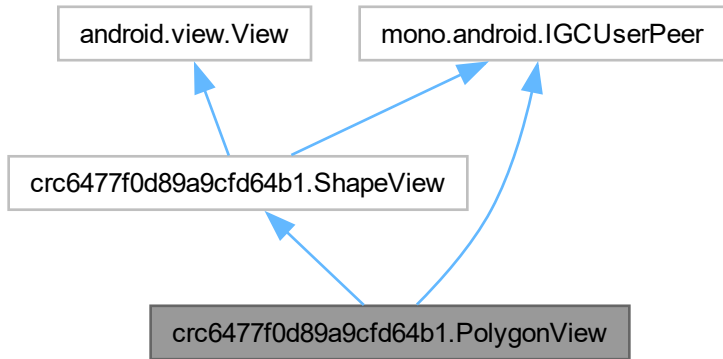 android.view.View
mono.android.IGCUserPeer
crc6477f0d89a9cfd64b1.ShapeView
crc6477f0d89a9cfd64b1.PolygonView